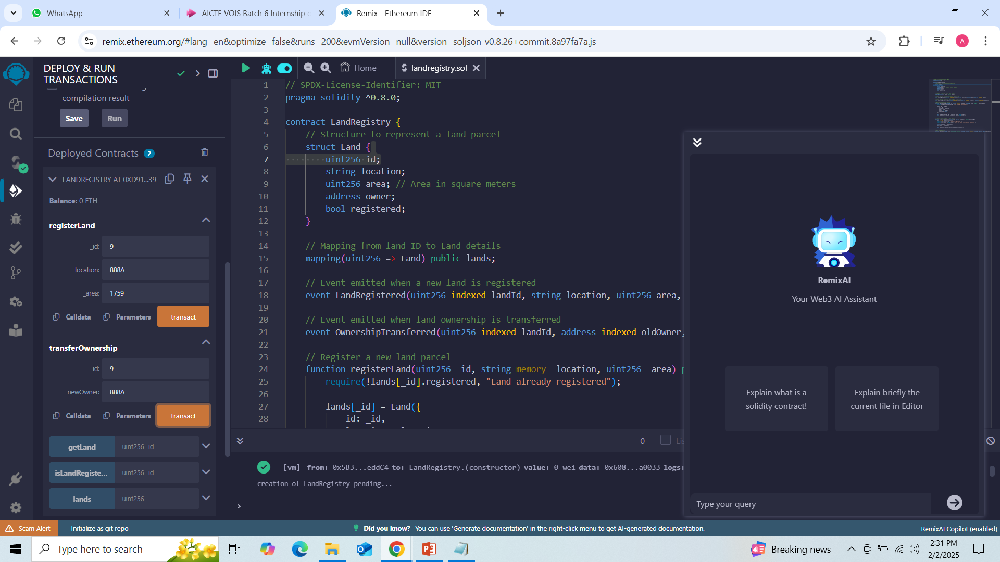 WhatsApp
AICTE VOIS Batch 6 Internship
Remix - Ethereum IDE
remix.ethereum.org/#lang=en&optimize=false&runs=200&evmVersion=null&version=soljson-v0.8.26+commit.8a97fa7a.js
A
DEPLOY & RUN
TRANSACTIONS
Run transactions using the latest
compilation result
Save
Run
Deployed Contracts 2
LANDREGISTRY AT 0XD91...39
Balance: 0 ETH
registerLand
_id: 9
_location: 888A
_area: 1759
Calldata Parameters transact
transferOwnership
_id: 9
_newOwner: 888A
Calldata Parameters transact
getLand uint256 _id
isLandRegiste... uint256 _id
lands uint256
Home
landregistry.sol
1 // SPDX-License-Identifier: MIT
2 pragma solidity ^0.8.0;
3
4 contract LandRegistry {
5 // Structure to represent a land parcel
6 struct Land {
7 uint256 id;
8 string location;
9 uint256 area; // Area in square meters
10 address owner;
11 bool registered;
12 }
13
14 // Mapping from land ID to Land details
15 mapping(uint256 => Land) public lands;
16
17 // Event emitted when a new land is registered
18 event LandRegistered(uint256 indexed landId, string location, uint256 area,
19
20 // Event emitted when land ownership is transferred
21 event OwnershipTransferred(uint256 indexed landId, address indexed oldOwner,
22
23 // Register a new land parcel
24 function registerLand(uint256 _id, string memory _location, uint256 _area) p
25 require(!lands[_id].registered, "Land already registered");
26
27 lands[_id] = Land({
28 id: _id,
0
Lis
[vm] from: 0x5B3...eddC4 to: LandRegistry.(constructor) value: 0 wei data: 0x608...a0033 logs:
creation of LandRegistry pending...
>
RemixAI
Your Web3 AI Assistant
Explain what is a
solidity contract!
Explain briefly the
current file in Editor
Type your query
Scam Alert
Initialize as git repo
Did you know? You can use 'Generate documentation' in the right-click menu to get AI-generated documentation.
RemixAI Copilot (enabled)
Type here to search
Breaking news
2:31 PM
2/2/2025